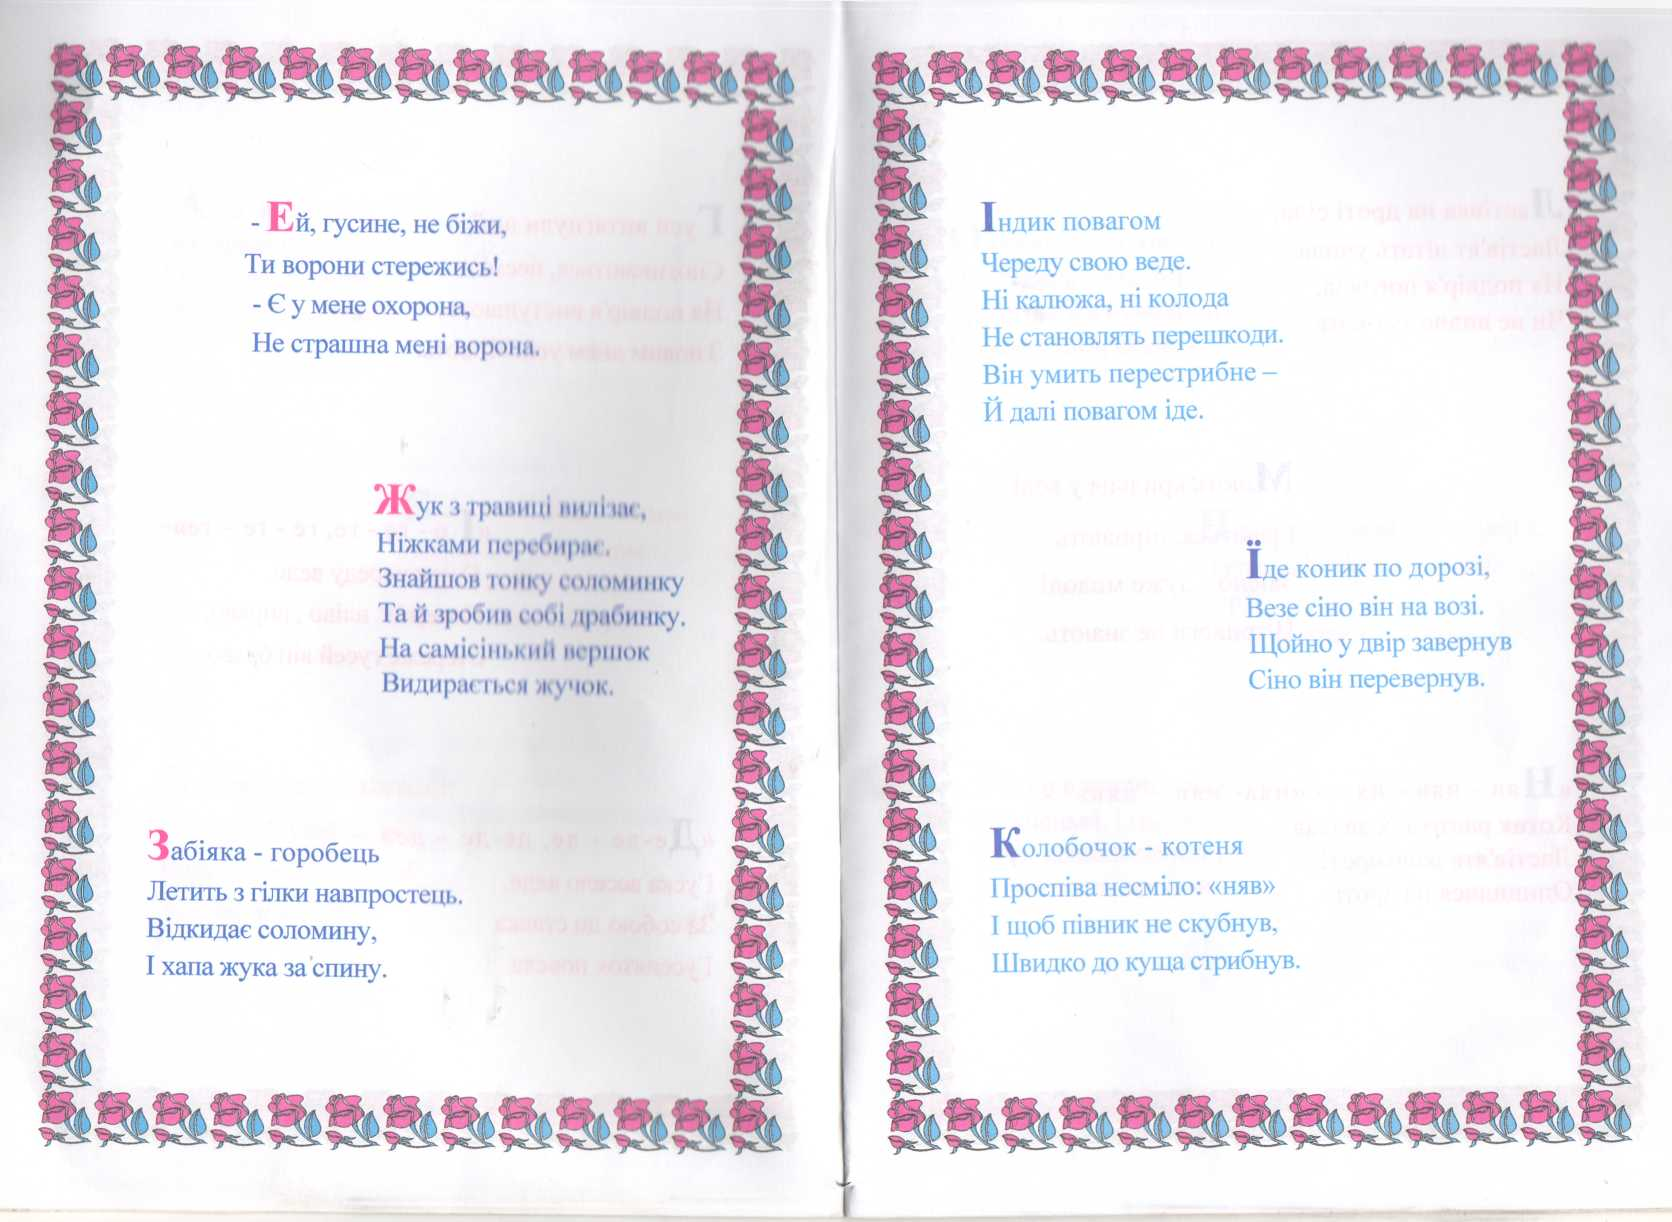 - Ей, гусине, не біжи,
Ти ворони стережись!
- Є у мене охорона,
Не страшна мені ворона.
Жук з травиці вилізає,
Ніжками перебирає.
Знайшов тонку соломинку
Та й зробив собі драбинку.
На самісінький вершок
Видирається жучок.
Забіяка - горобець
Летить з гілки навпростець.
Відкидає соломину,
І хапа жука за спину.
Індик повагом
Череду свою веде.
Ні калюжа, ні колода
Не становлять перешкоди.
Він умить перестрибне –
Й далі повагом іде.
Їде коник по дорозі,
Везе сіно він на возі.
Щойно у двір завернув
Сіно він перевернув.
Колобочок - котеня
Проспіва несміло: «няв»
І щоб півник не скубнув,
Швидко до куща стрибнув.